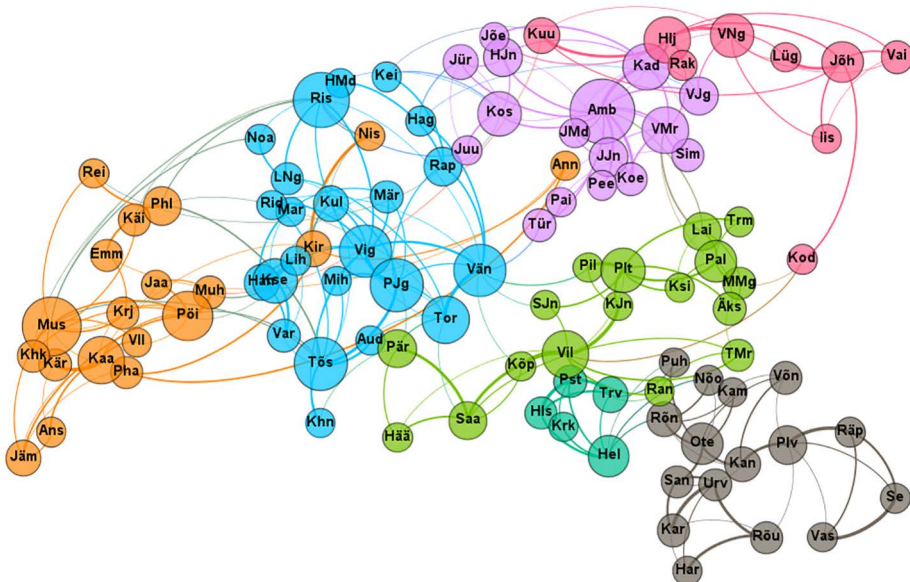 Jõe
Kuu
Hlj
VNg
HJn
Jür
Kad
Rak
Lüg
Jõh
Vai
HMd
Kei
Ris
VJg
Kos
Amb
Hag
JMd
VMr
Iis
Noa
Nis
Juu
Rap
JJn
Sim
Ann
Pee
Koe
Rei
LNg
Mär
Pai
Phl
Käi
Rid
Mar
Kul
Tür
Lai
Trm
Emm
Kir
Vig
Lih
Vän
Kod
Jaa
Muh
Han
Kse
Mih
PJg
Pil
Plt
Pal
MMg
Ksi
Mus
Krj
Pöi
Tor
SJn
KJn
Äks
Vll
Var
Aud
Khk
Kär
Kaa
Pha
Tõs
Pär
Köp
Vil
TMr
Puh
Pst
Nõo
Võn
Ran
Kam
Trv
Khn
Saa
Hls
Rõn
Ans
Hää
Krk
Ote
Plv
Räp
Jäm
Hel
Kan
San
Urv
Se
Kar
Rõu
Vas
Har